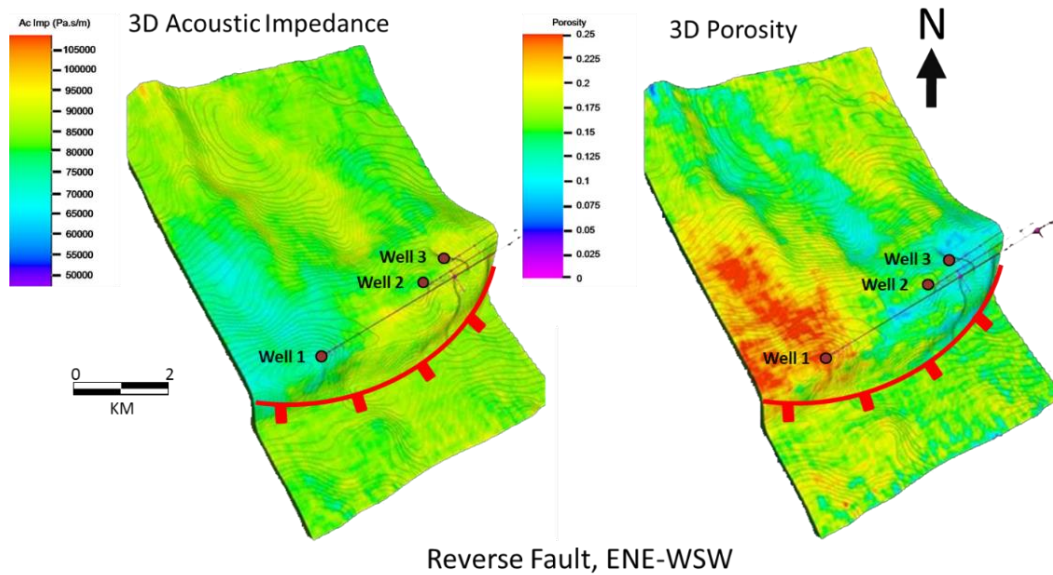 3D Acoustic Impedance
Ac Imp (Pa.s/m)
105000
100000
95000
90000
85000
80000
75000
70000
65000
60000
55000
50000
3D Porosity
Porosity
0.25
0.225
0.2
0.175
0.15
0.125
0.1
0.075
0.05
0.025
0
N
Well 3
Well 2
Well 1
Well 3
Well 2
Well 1
0 2
KM
Reverse Fault, ENE-WSW